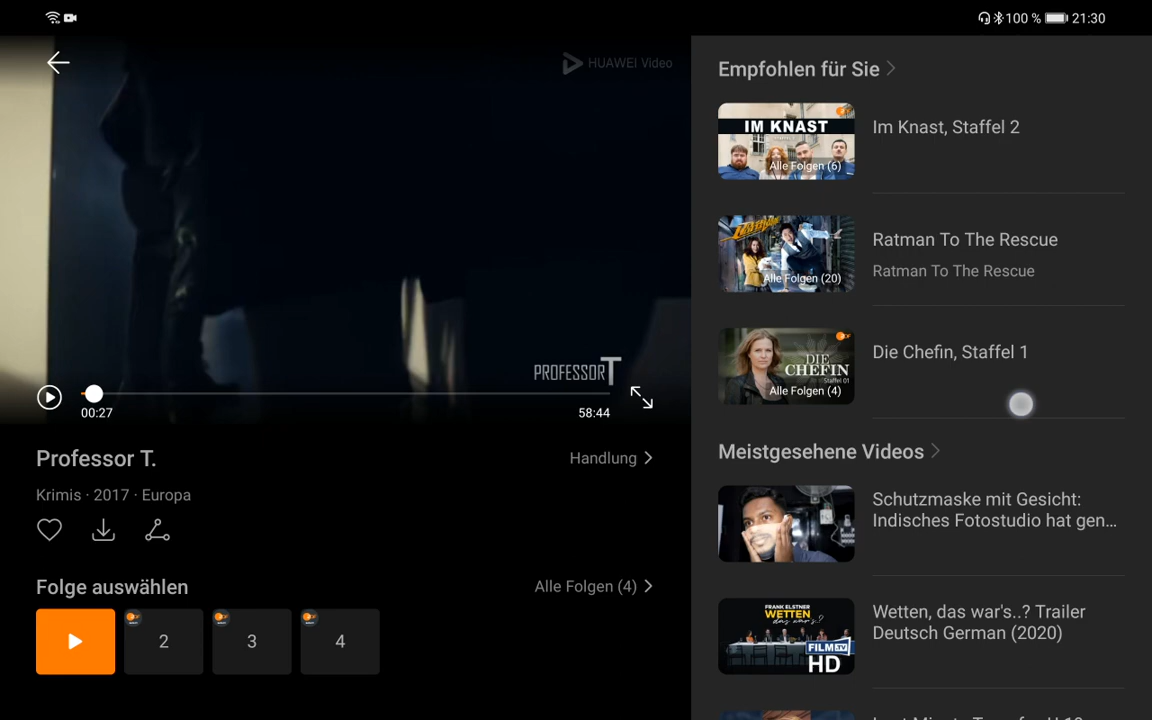 100 %
21:30
HUAWEI Video
PROFESSOR T
00:27
58:44
Professor T.
Handlung
Krimis · 2017 · Europa
Folge auswählen
Alle Folgen (4)
2
3
4
Empfohlen für Sie
IM KNAST
Alle Folgen (6)
Im Knast, Staffel 2
Alle Folgen (20)
Ratman To The Rescue
Ratman To The Rescue
DIE CHEFIN
Staffel 01
Alle Folgen (4)
Die Chefin, Staffel 1
Meistgesehene Videos
Schutzmaske mit Gesicht:
Indisches Fotostudio hat gen...
FRANK ELSTNER
WETTEN
das war's..?
FILM.TV
HD
Wetten, das war's..? Trailer
Deutsch German (2020)